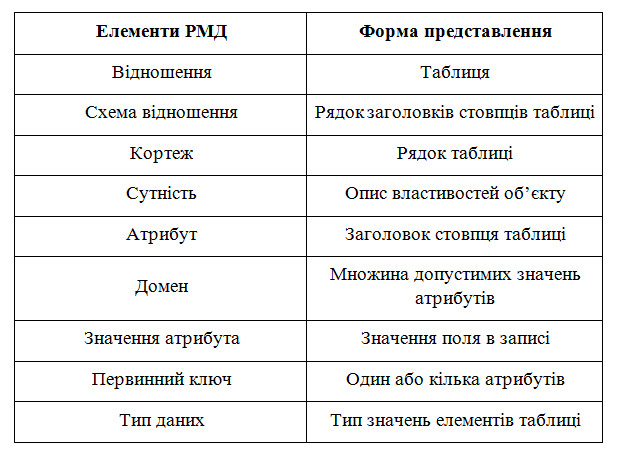 Елементи РМД Форма представлення
Відношення Таблиця
Схема відношення Рядок заголовків стовпців таблиці
Кортеж Рядок таблиці
Сутність Опис властивостей об’єкту
Атрибут Заголовок стовпця таблиці
Домен Множина допустимих значень
атрибутів
Значення атрибута Значення поля в записі
Первинний ключ Один або кілька атрибутів
Тип даних Тип значень елементів таблиці